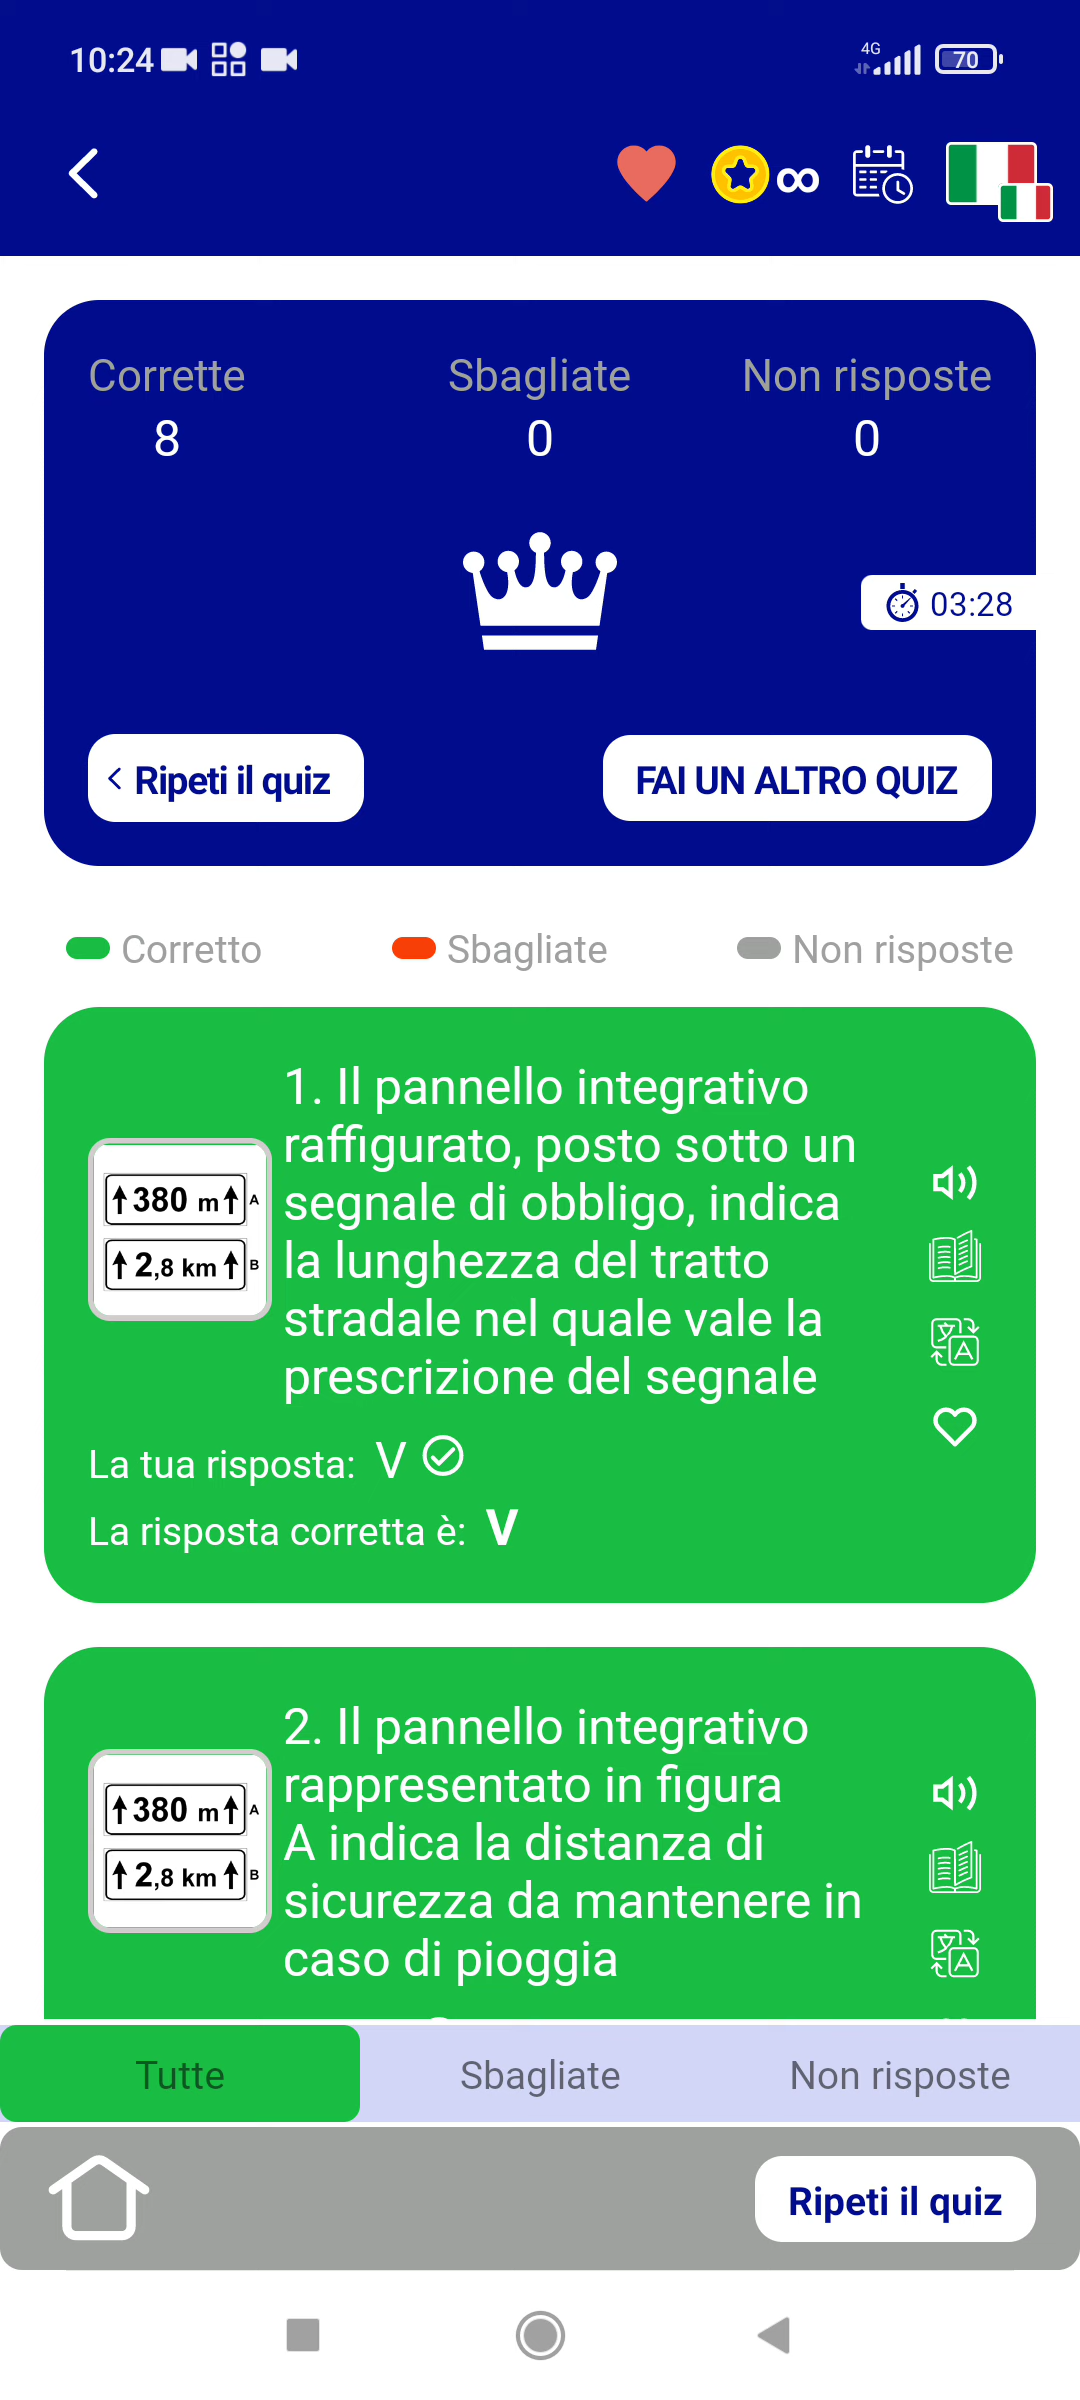 10:24
4G
70
∞
Corrette
Sbagliate
Non risposte
8
0
0
03:28
Ripeti il quiz
FAI UN ALTRO QUIZ
Corretto
Sbagliate
Non risposte
1. Il pannello integrativo
raffigurato, posto sotto un
segnale di obbligo, indica
la lunghezza del tratto
stradale nel quale vale la
prescrizione del segnale
380 m A
2,8 km B
La tua risposta: V
La risposta corretta è: V
2. Il pannello integrativo
rappresentato in figura
A indica la distanza di
sicurezza da mantenere in
caso di pioggia
380 m A
2,8 km B
Tutte
Sbagliate
Non risposte
Ripeti il quiz